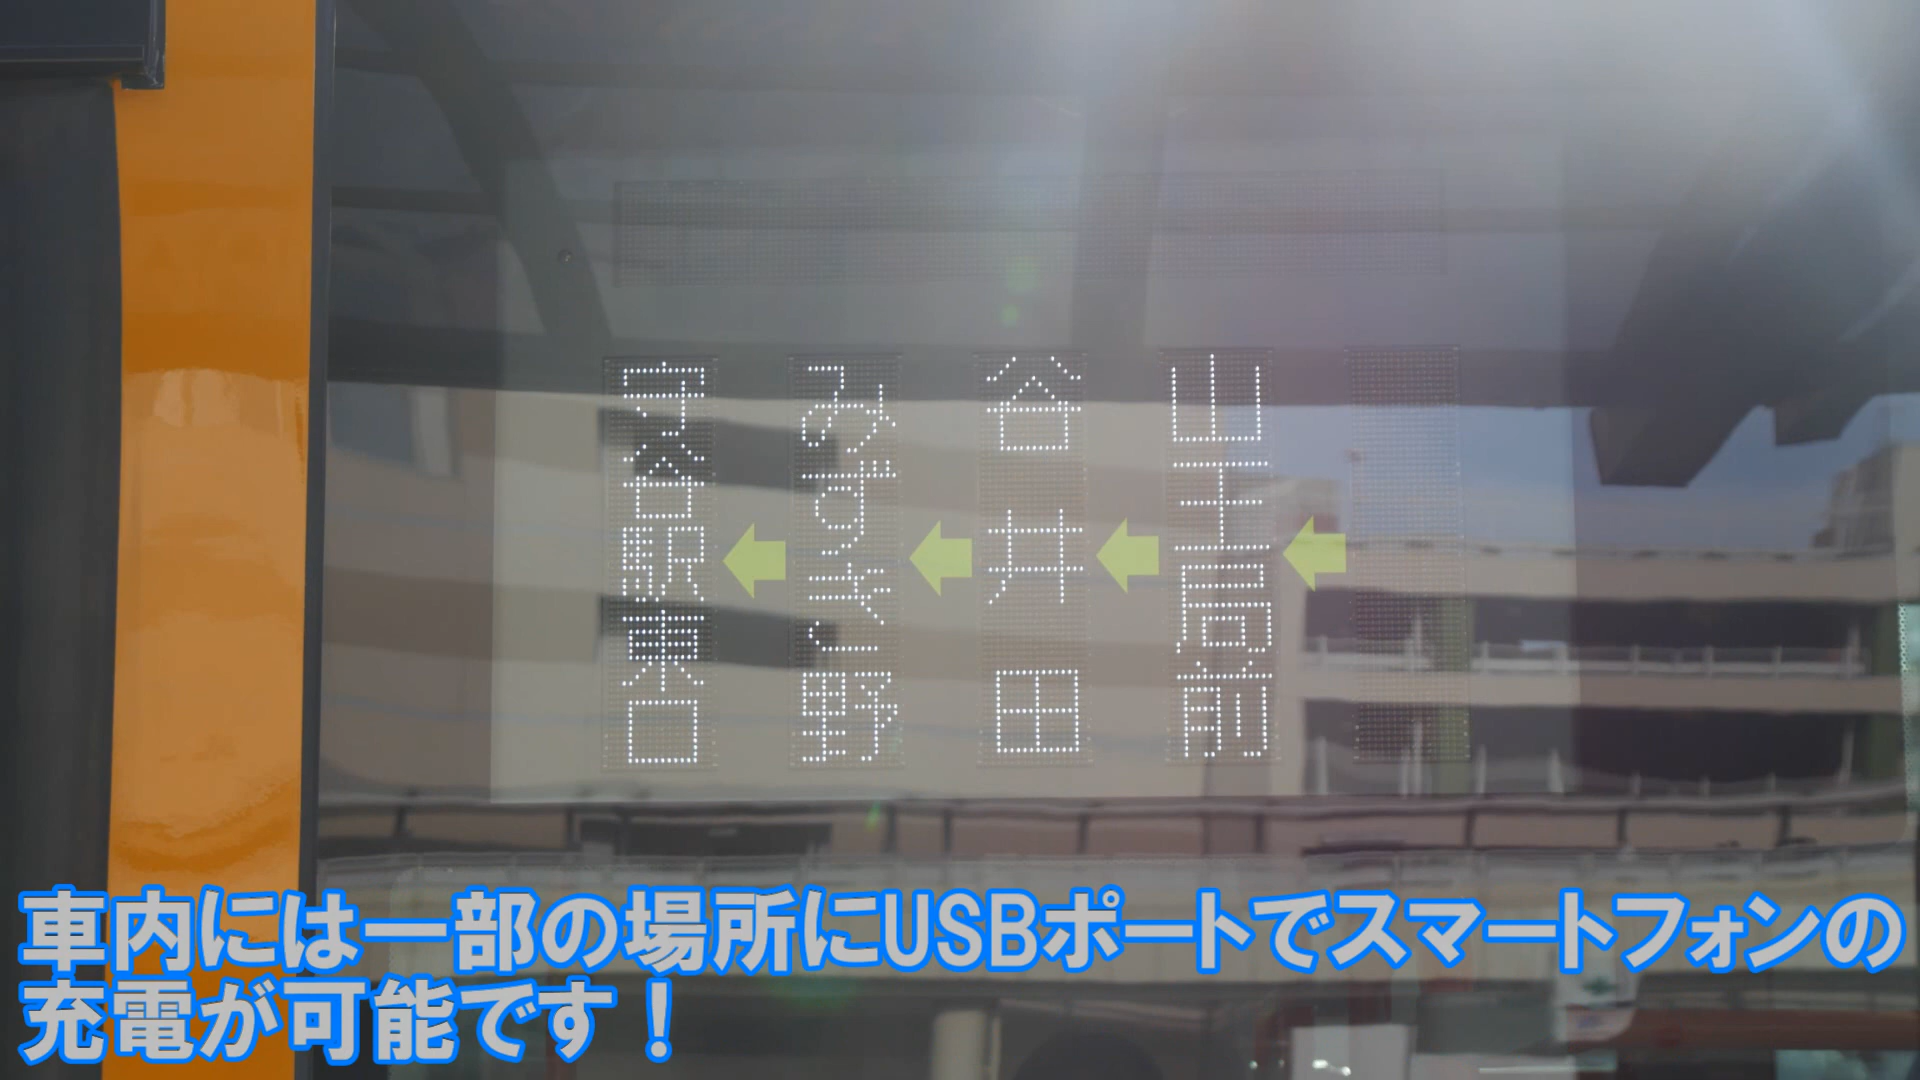 山王局前
谷井田
みずき野
守谷駅東口
車内には一部の場所にUSBポートでスマートフォンの
充電が可能です！